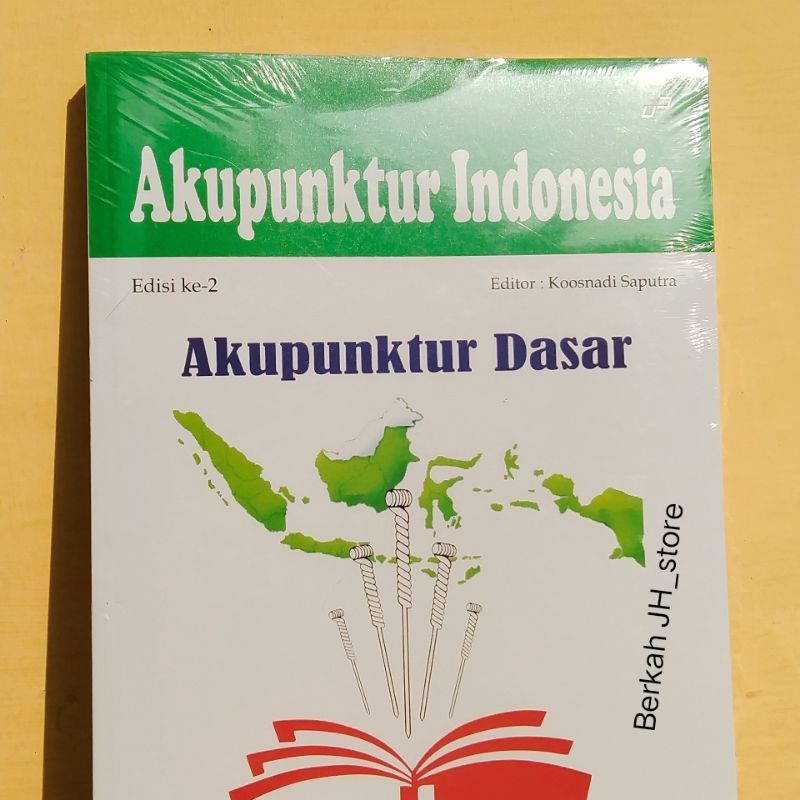 Akupunktur Indonesia
Edisi ke-2
Editor : Koosnadi Saputra
Akupunktur Dasar
Berkah JH_store